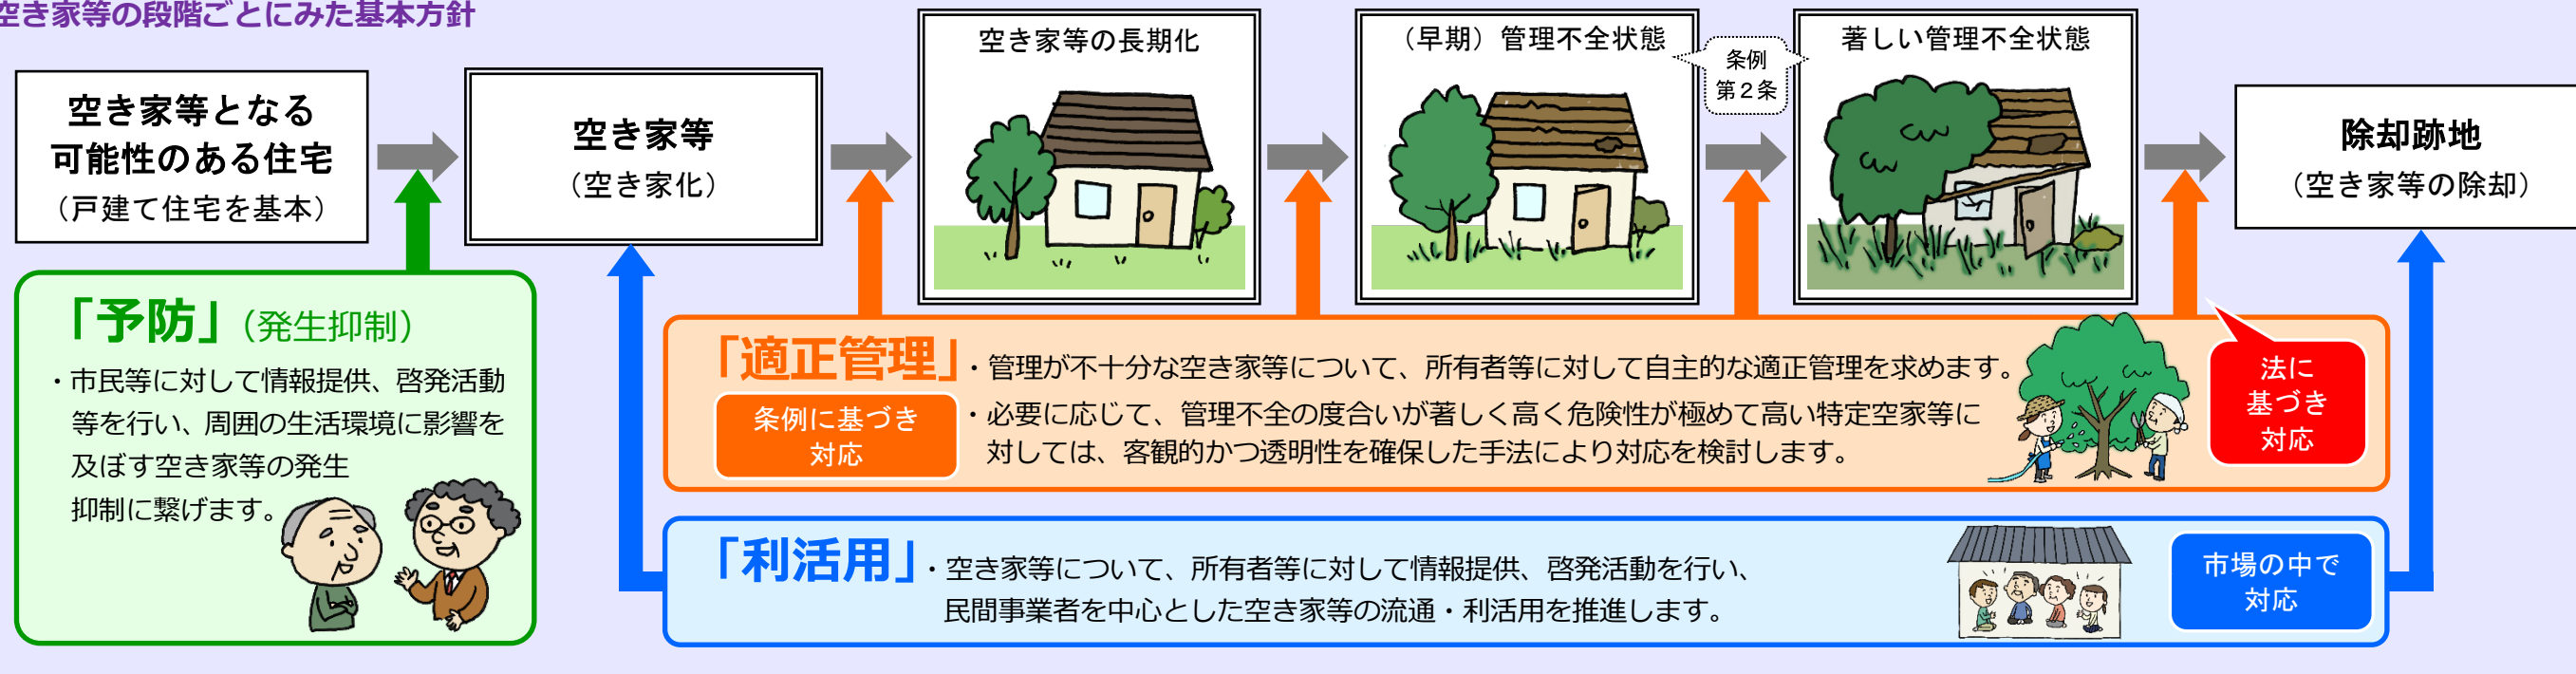 空き家等の段階ごとにみた基本方針
空き家等となる
可能性のある住宅
（戸建て住宅を基本）
空き家等
（空き家化）
空き家等の長期化
（早期）管理不全状態
条例
第２条
著しい管理不全状態
除却跡地
（空き家等の除却）
「予防」（発生抑制）
・市民等に対して情報提供、啓発活動
等を行い、周囲の生活環境に影響を
及ぼす空き家等の発生
抑制に繋げます。
「適正管理」
条例に基づき
対応
・管理が不十分な空き家等について、所有者等に対して自主的な適正管理を求めます。
・必要に応じて、管理不全の度合いが著しく高く危険性が極めて高い特定空家等に
対しては、客観的かつ透明性を確保した手法により対応を検討します。
法に
基づき
対応
「利活用」
・空き家等について、所有者等に対して情報提供、啓発活動を行い、
民間事業者を中心とした空き家等の流通・利活用を推進します。
市場の中で
対応